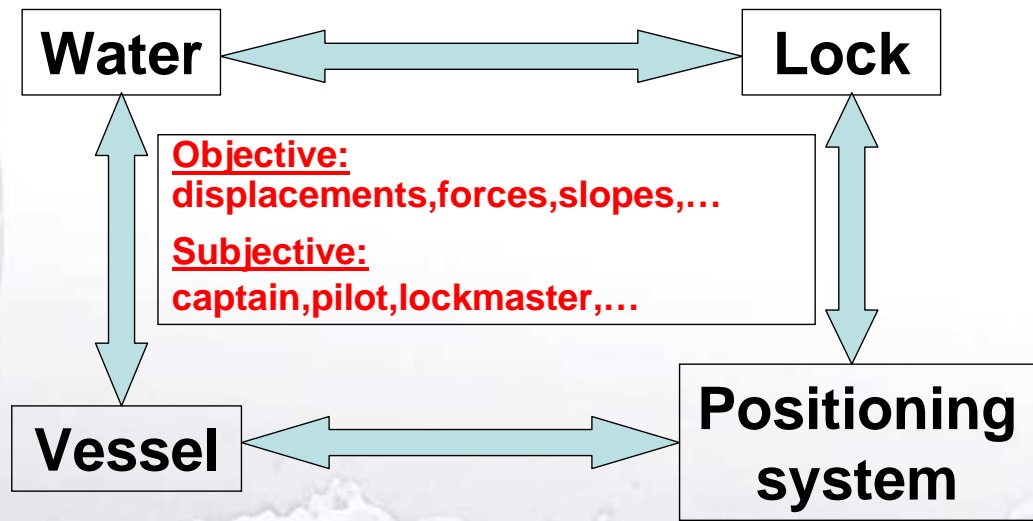 Water
Lock
Objective:
displacements,forces,slopes,…
Subjective:
captain,pilot,lockmaster,…
Vessel
Positioning
system